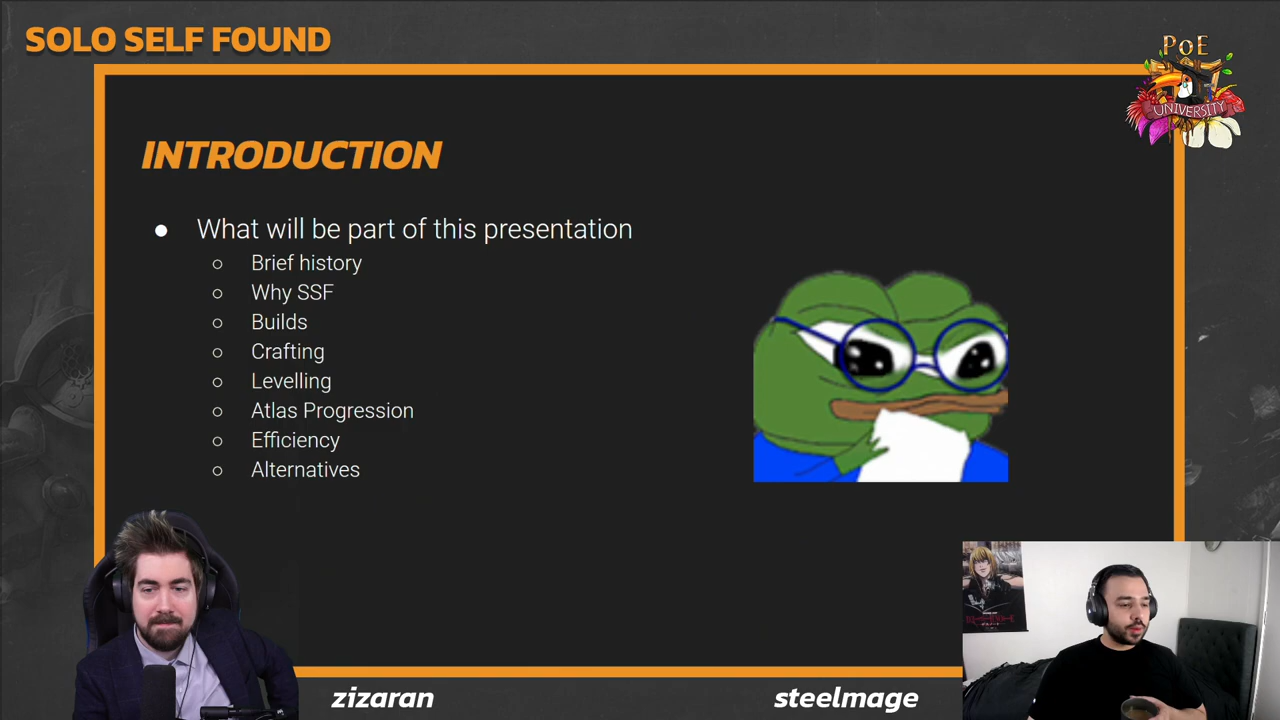 SOLO SELF FOUND
PoE
UNIVERSITY
INTRODUCTION
What will be part of this presentation
Brief history
Why SSF
Builds
Crafting
Levelling
Atlas Progression
Efficiency
Alternatives
zizaran
steelmage